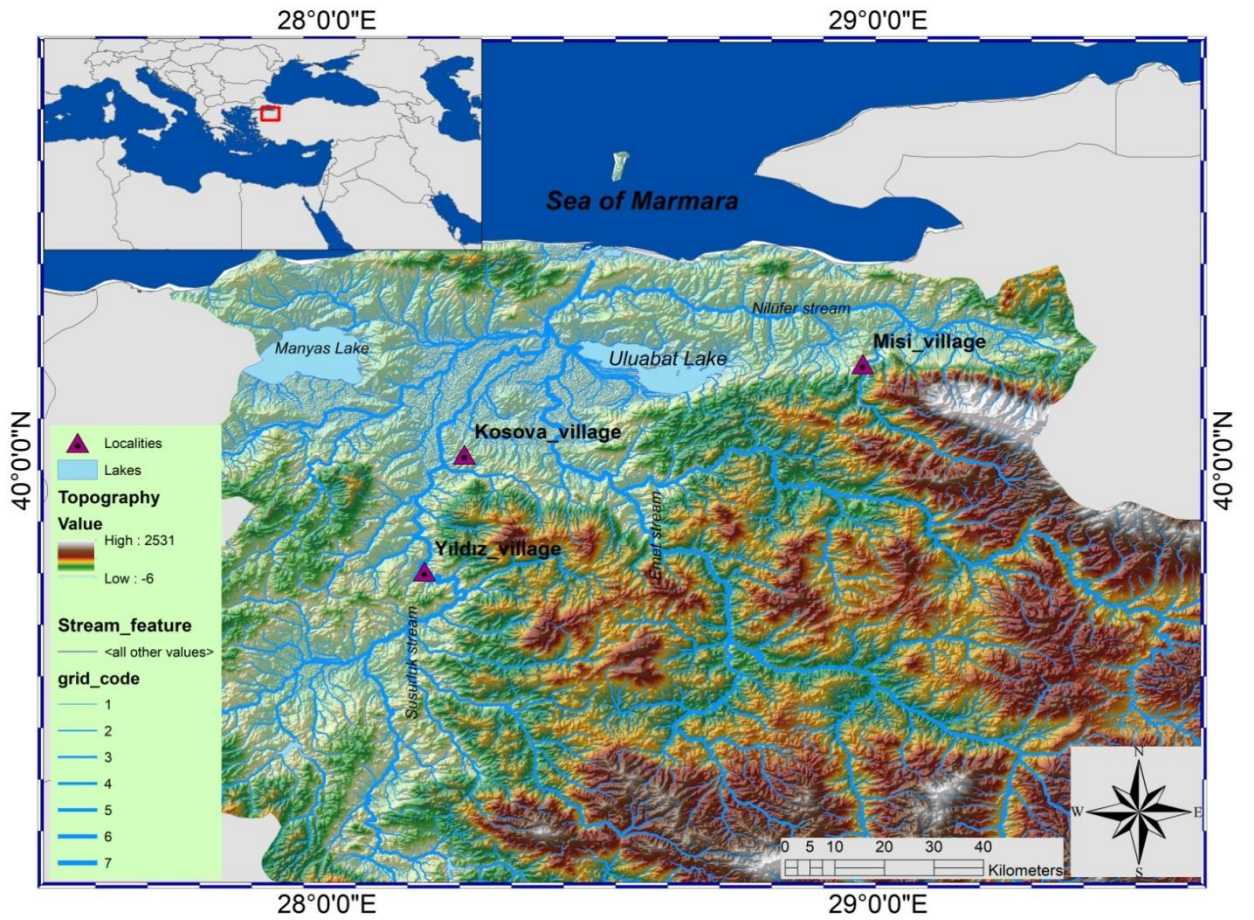 28°0'0"E
29°0'0"E
Sea of Marmara
Nilüfer stream
Manyas Lake
Uluabat Lake
Misi_village
40°0'0"N
40°0'0"N
Kosova_village
Emet stream
Yıldız_village
Susurluk stream
Localities
Lakes
Topography
Value
High : 2531
Low : -6
Stream_feature
<all other values>
grid_code
1
2
3
4
5
6
7
N
W
E
S
0 5 10 20 30 40
Kilometers
28°0'0"E
29°0'0"E